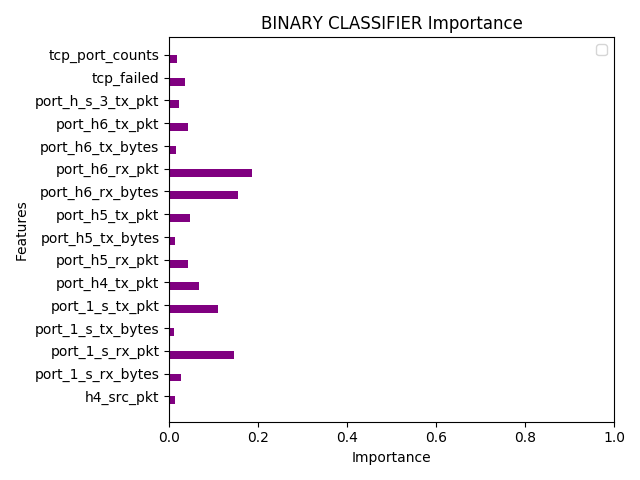 BINARY CLASSIFIER Importance
tcp_port_counts
tcp_failed
port_h_s_3_tx_pkt
port_h6_tx_pkt
port_h6_tx_bytes
port_h6_rx_pkt
port_h6_rx_bytes
port_h5_tx_pkt
port_h5_tx_bytes
port_h5_rx_pkt
port_h4_tx_pkt
port_1_s_tx_pkt
port_1_s_tx_bytes
port_1_s_rx_pkt
port_1_s_rx_bytes
h4_src_pkt
Features
0.0 0.2 0.4 0.6 0.8 1.0
Importance